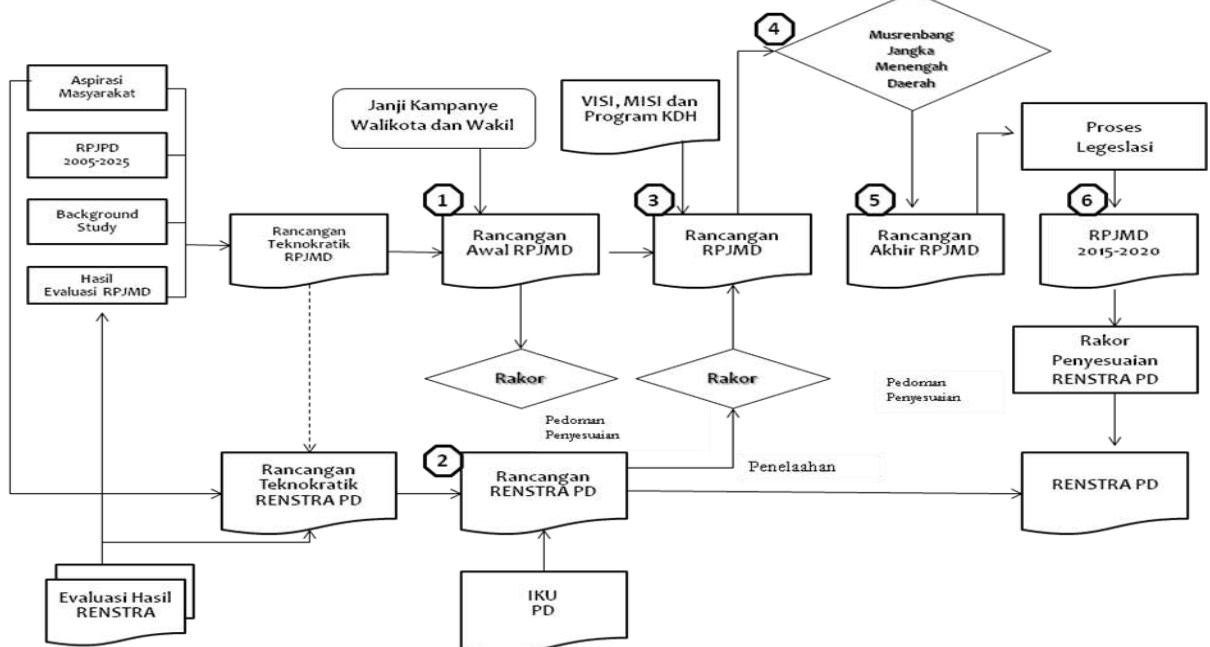 4
Musrenbang
Jangka
Menengah
Daerah
Aspirasi
Masyarakat
Janji Kampanye
Walikota dan Wakil
VISI, MISI dan
Program KDH
Proses
Legeslasi
RPJPD
2005-2025
Background
Study
Hasil
Evaluasi RPJMD
Rancangan
Teknokratik
RPJMD
1
Rancangan
Awal RPJMD
3
Rancangan
RPJMD
5
Rancangan
Akhir RPJMD
6
RPJMD
2015-2020
Rakor
Rakor
Rakor
Penyesuaian
RENSTRA PD
Pedoman
Penyesuaian
Pedoman
Penyesuaian
Penelaahan
Rancangan
Teknokratik
RENSTRA PD
2
Rancangan
RENSTRA PD
RENSTRA PD
Evaluasi Hasil
RENSTRA
IKU
PD